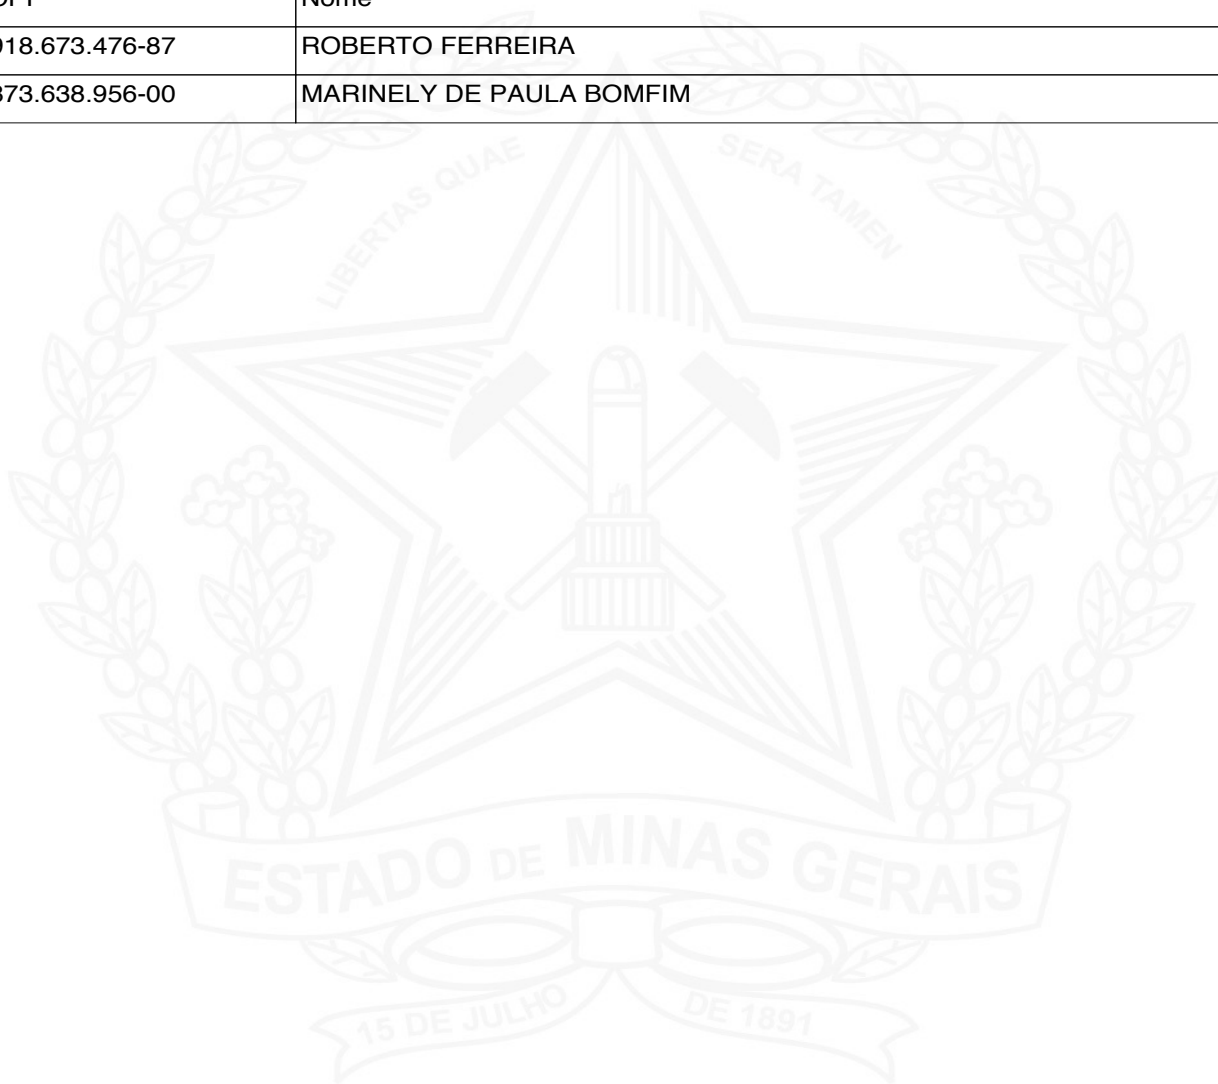 Nome
18.673.476-87 ROBERTO FERREIRA
73.638.956-00 MARINELY DE PAULA BOMFIM
LIBERTAS QUAE SERA TAMEN
ESTADO DE MINAS GERAIS
15 DE JULHO DE 1891